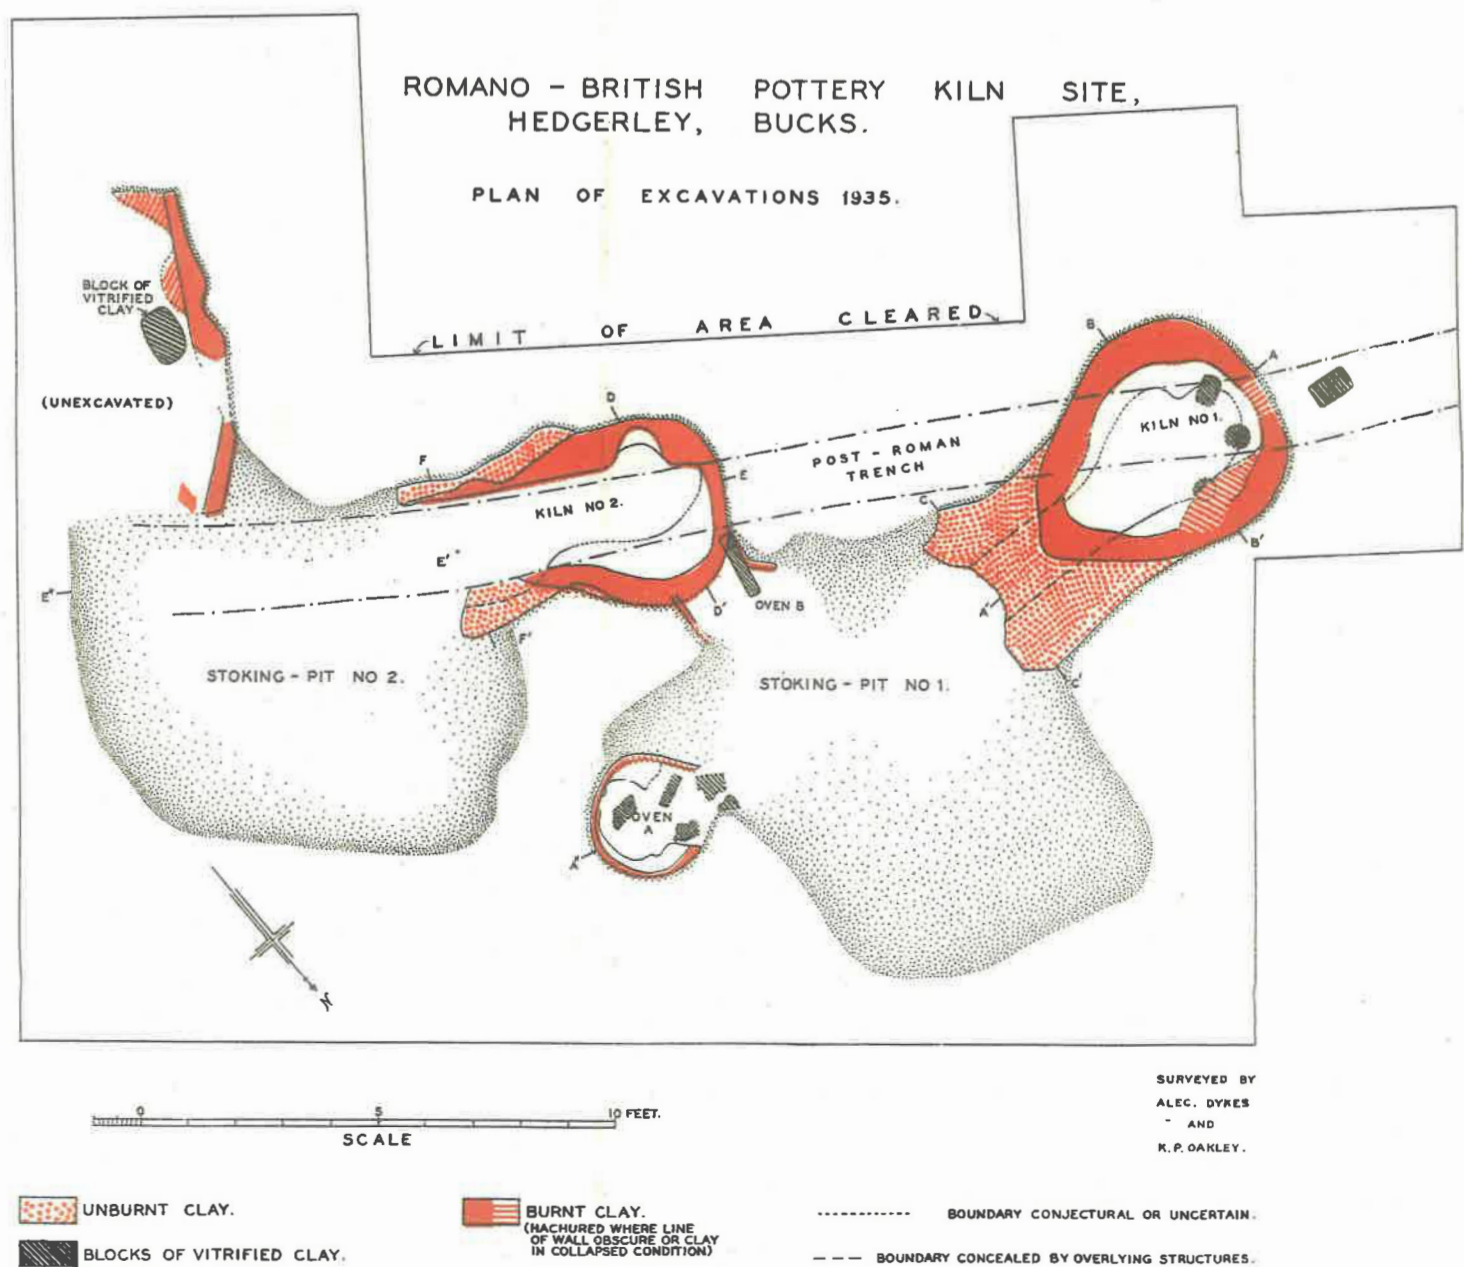 ROMANO - BRITISH POTTERY KILN SITE,
HEDGERLEY, BUCKS.
PLAN OF EXCAVATIONS 1935.
BLOCK OF
VITRIFIED
CLAY
(UNEXCAVATED)
LIMIT OF AREA CLEARED
B
A
KILN NO 1.
B'
POST - ROMAN
TRENCH
C
A'
C'
D
F
E
KILN NO 2.
E'
E"
D'
F'
OVEN B
STOKING - PIT NO 2.
STOKING - PIT NO 1.
OVEN
A
A"
N
0 5 10 FEET.
SCALE
SURVEYED BY
ALEC. DYKES
AND
K.P. OAKLEY.
UNBURNT CLAY.
BLOCKS OF VITRIFIED CLAY.
BURNT CLAY.
(HACHURED WHERE LINE
OF WALL OBSCURE OR CLAY
IN COLLAPSED CONDITION)
BOUNDARY CONJECTURAL OR UNCERTAIN.
BOUNDARY CONCEALED BY OVERLYING STRUCTURES.